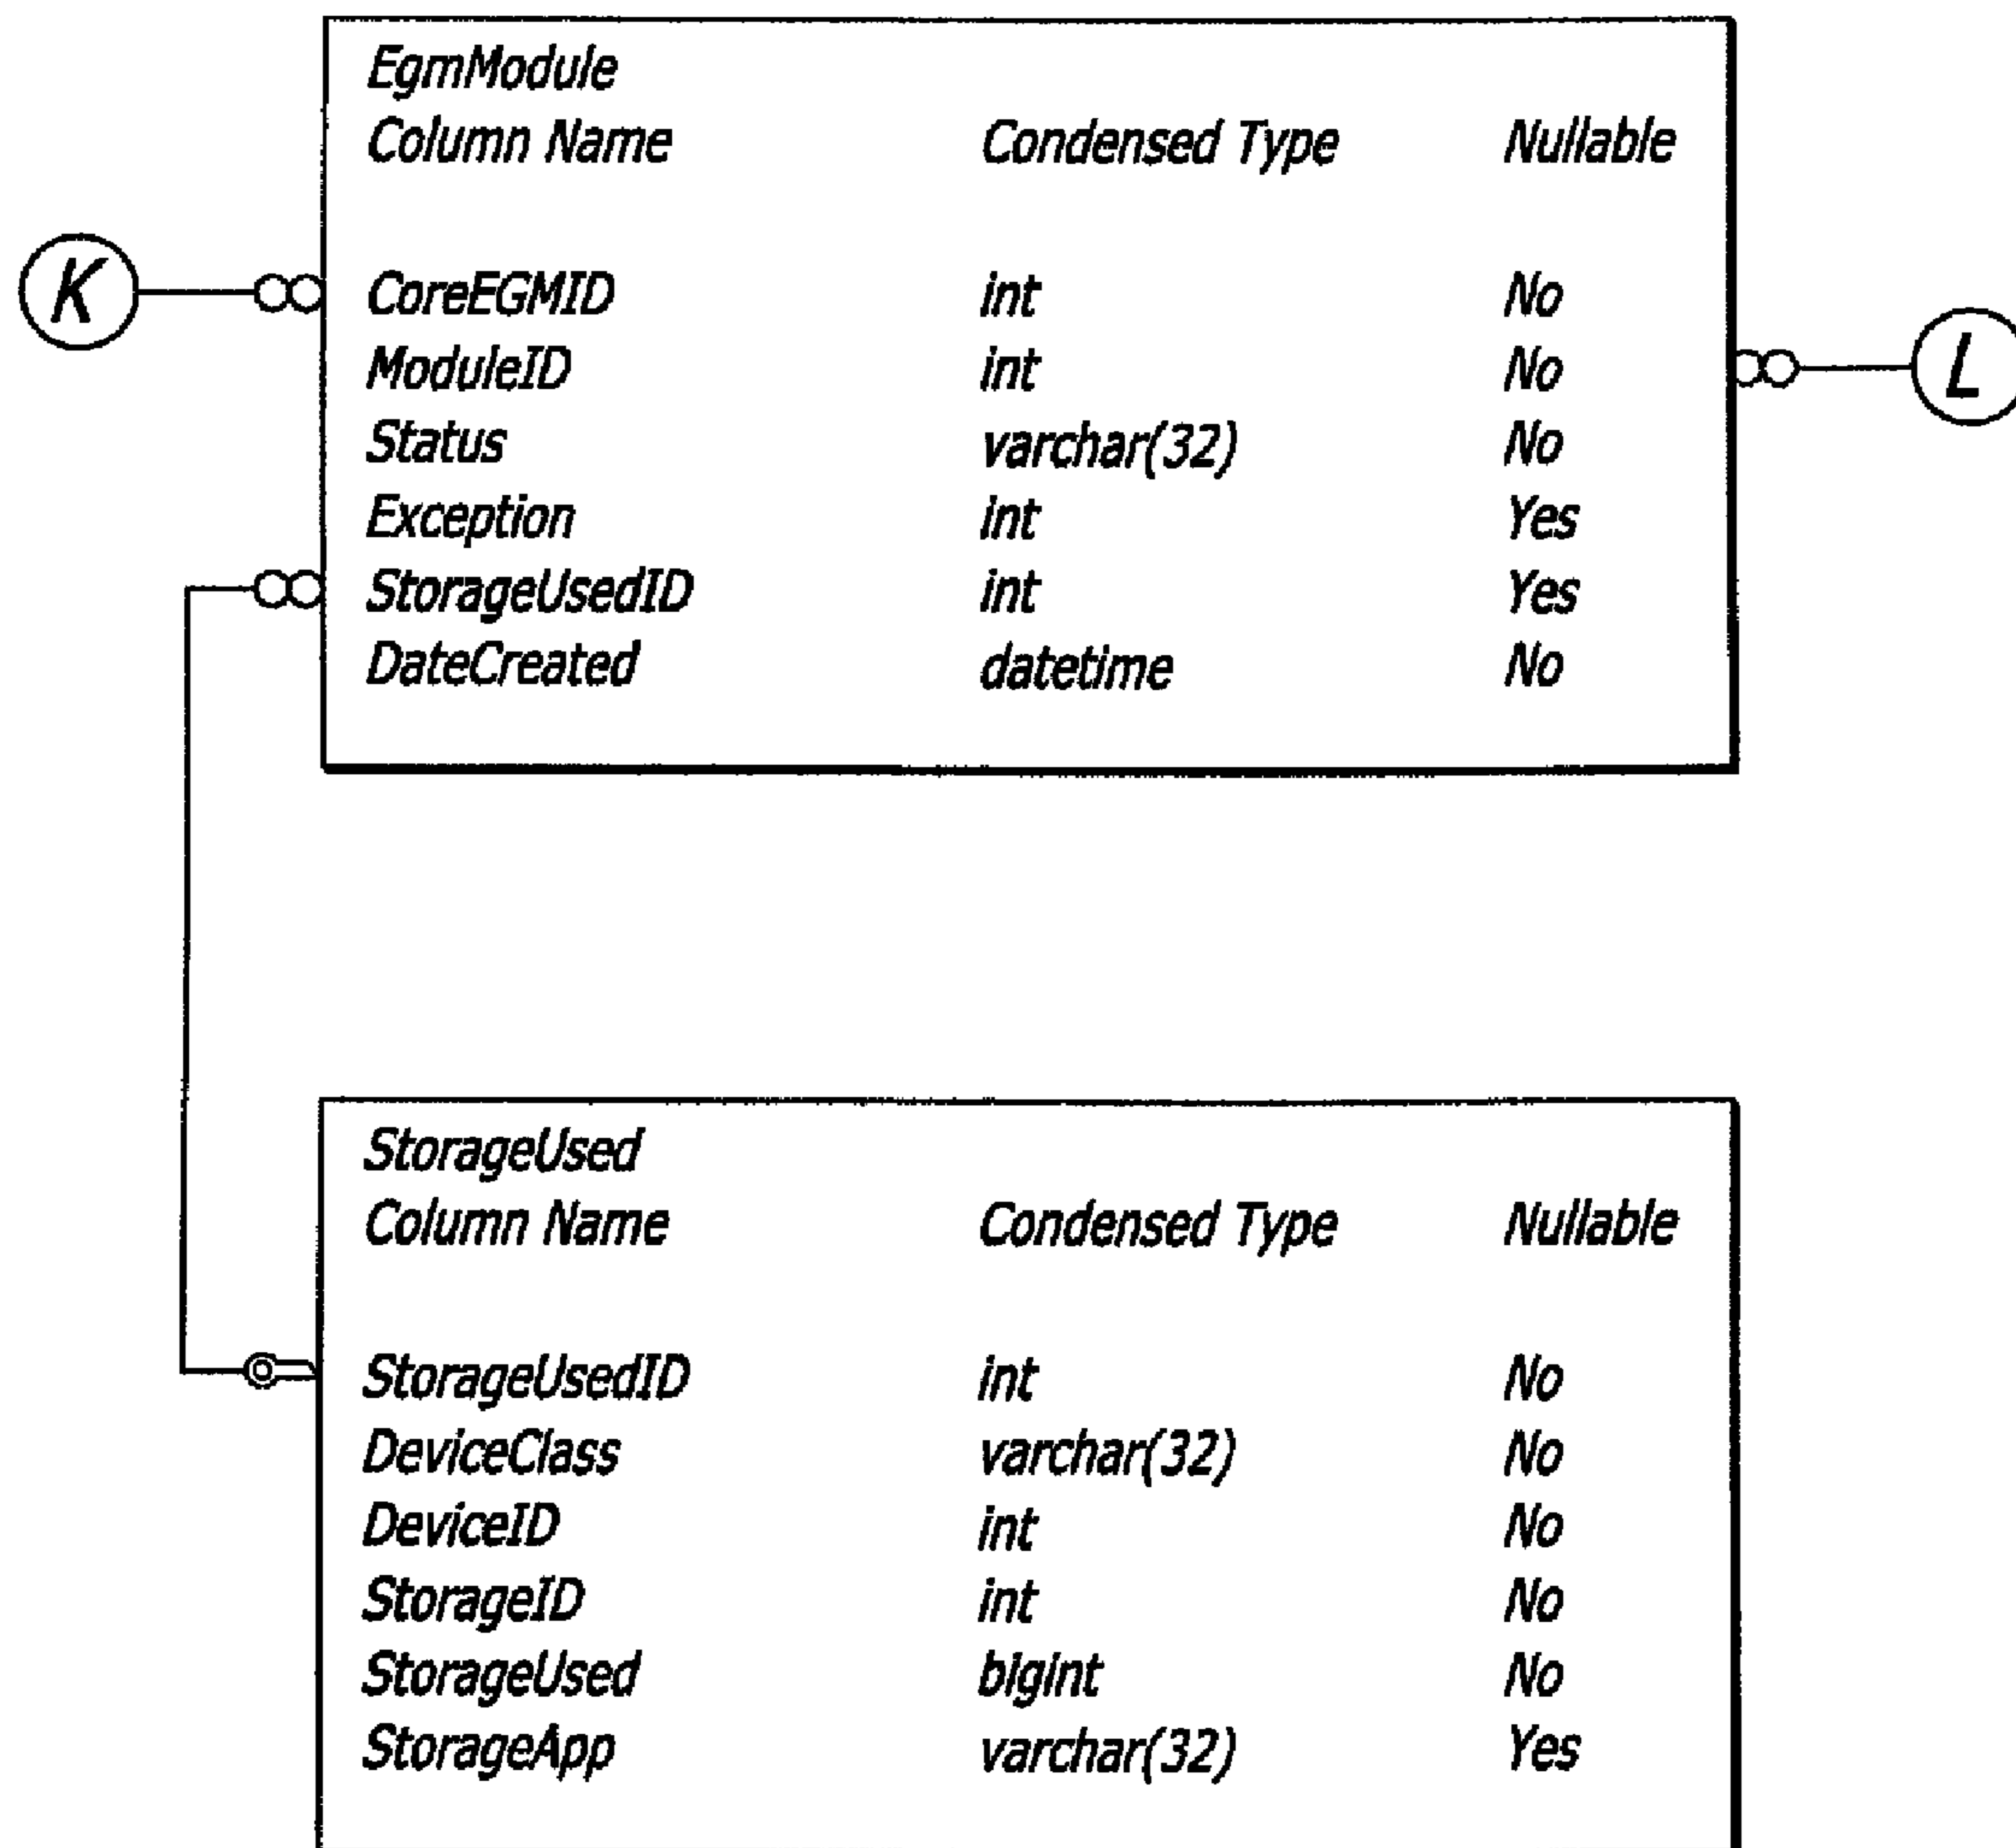 EgmModule
Column Name Condensed Type Nullable
K
CoreEGMID int No
ModuleID int No
L
Status varchar(32) No
Exception int Yes
StorageUsedID int Yes
DateCreated datetime No
StorageUsed
Column Name Condensed Type Nullable
StorageUsedID int No
DeviceClass varchar(32) No
DeviceID int No
StorageID int No
StorageUsed bigint No
StorageApp varchar(32) Yes